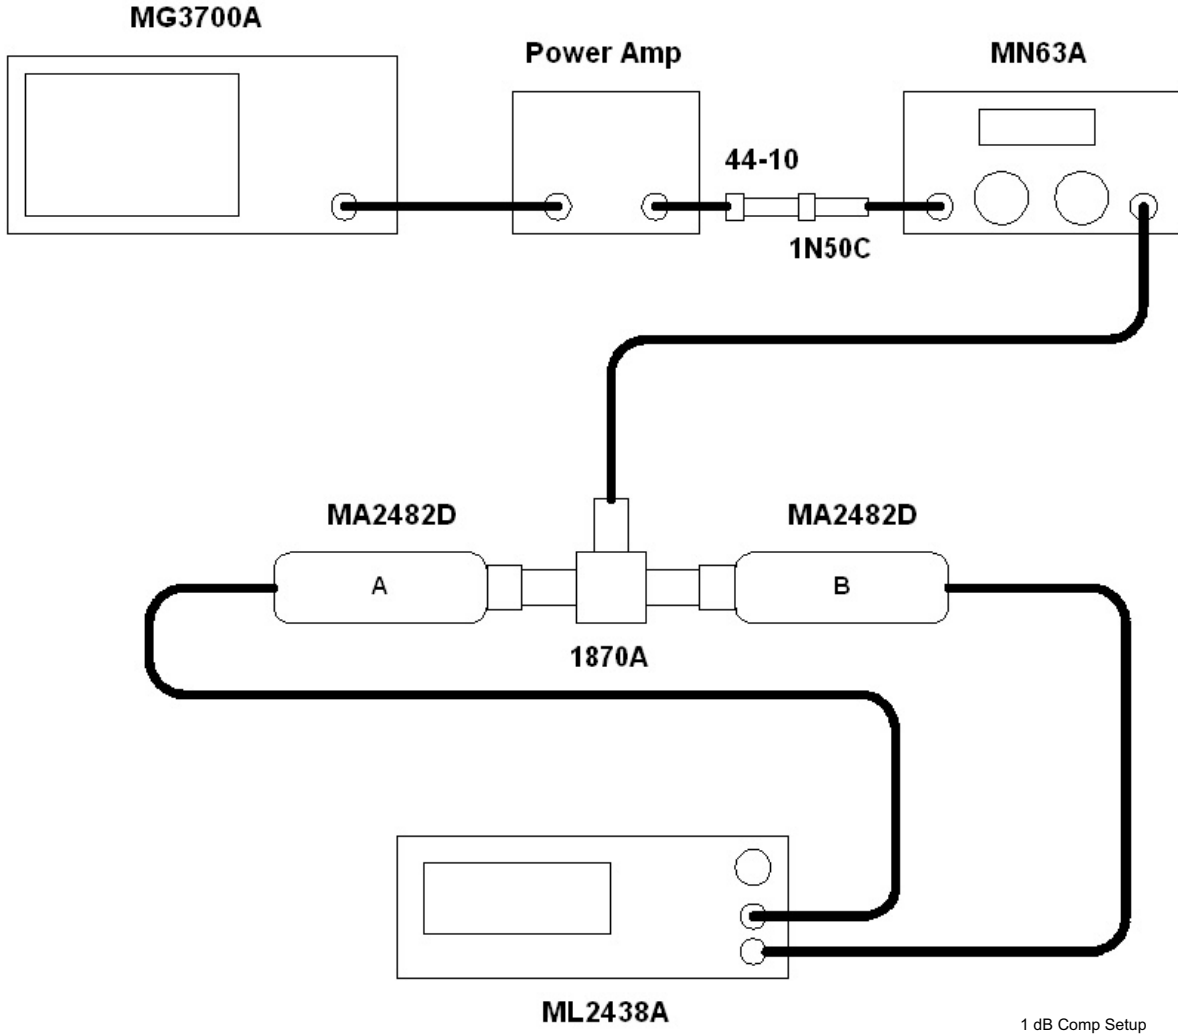 MG3700A
Power Amp
MN63A
44-10
1N50C
MA2482D
MA2482D
A
B
1870A
ML2438A
1 dB Comp Setup